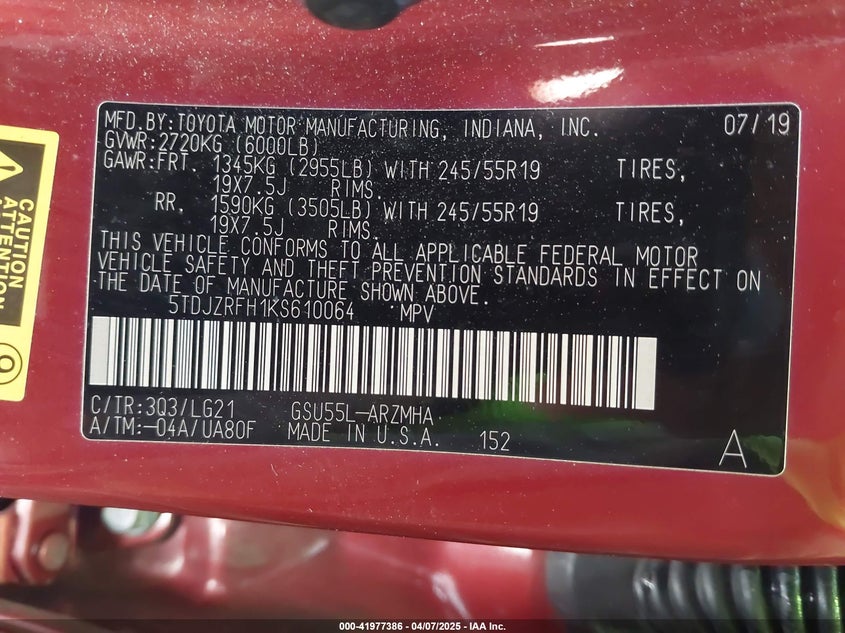 MFD.BY:TOYOTA MOTOR MANUFACTURING, INDIANA, INC. 07/19
GVWR:2720KG (6000LB)
GAWR:FRT. 1345KG (2955LB) WITH 245/55R19 TIRES,
19X7.5J RIMS.
RR. 1590KG (3505LB) WITH 245/55R19 TIRES,
19X7.5J RIMS.
THIS VEHICLE CONFORMS TO ALL APPLICABLE FEDERAL MOTOR
VEHICLE SAFETY AND THEFT PREVENTION STANDARDS IN EFFECT ON
THE DATE OF MANUFACTURE SHOWN ABOVE.
5TDJZRFH1KS610064 MPV
C/TR:3Q3/LG21 GSU55L-ARZMHA
A/TM:-04A/UA80F MADE IN U.S.A. 152
A
CAUTION
ATTENTION
000-41977386 - 04/07/2025 - IAA Inc.